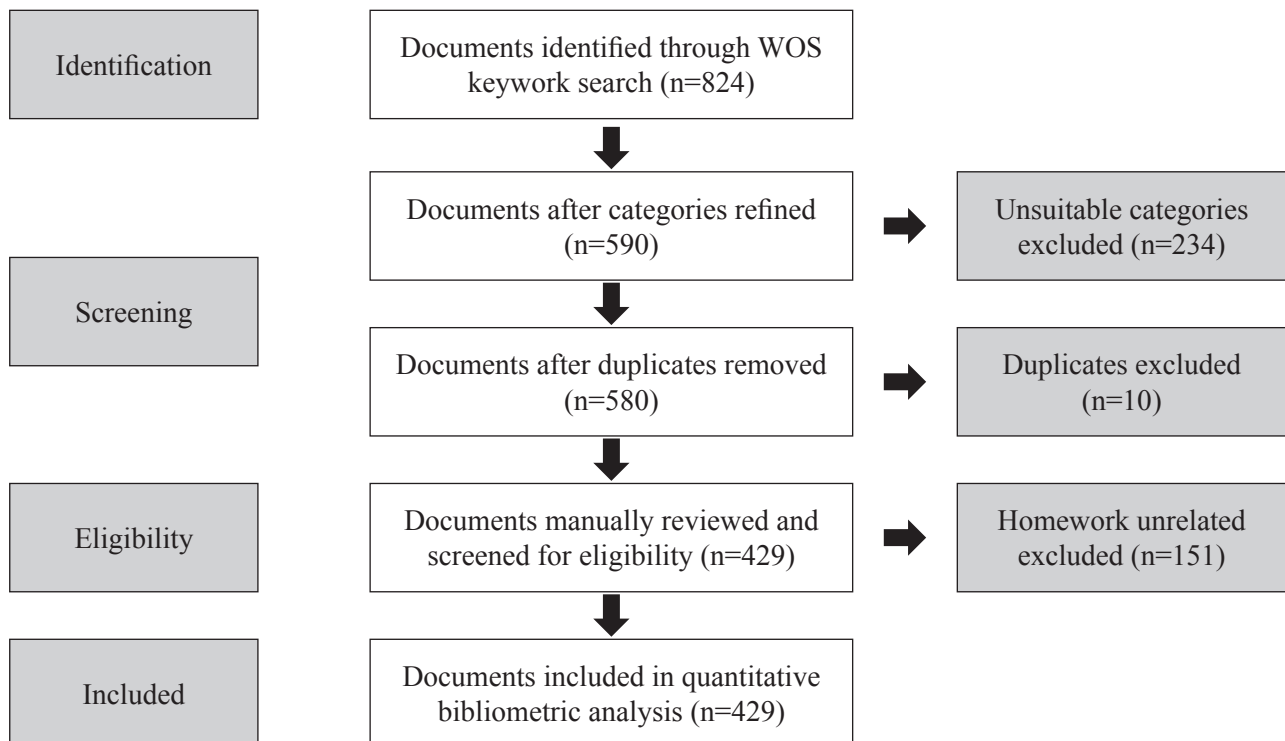 Identification
Documents identified through WOS
keywork search (n=824)
Documents after categories refined
(n=590)
Unsuitable categories
excluded (n=234)
Screening
Documents after duplicates removed
(n=580)
Duplicates excluded
(n=10)
Eligibility
Documents manually reviewed and
screened for eligibility (n=429)
Homework unrelated
excluded (n=151)
Included
Documents included in quantitative
bibliometric analysis (n=429)